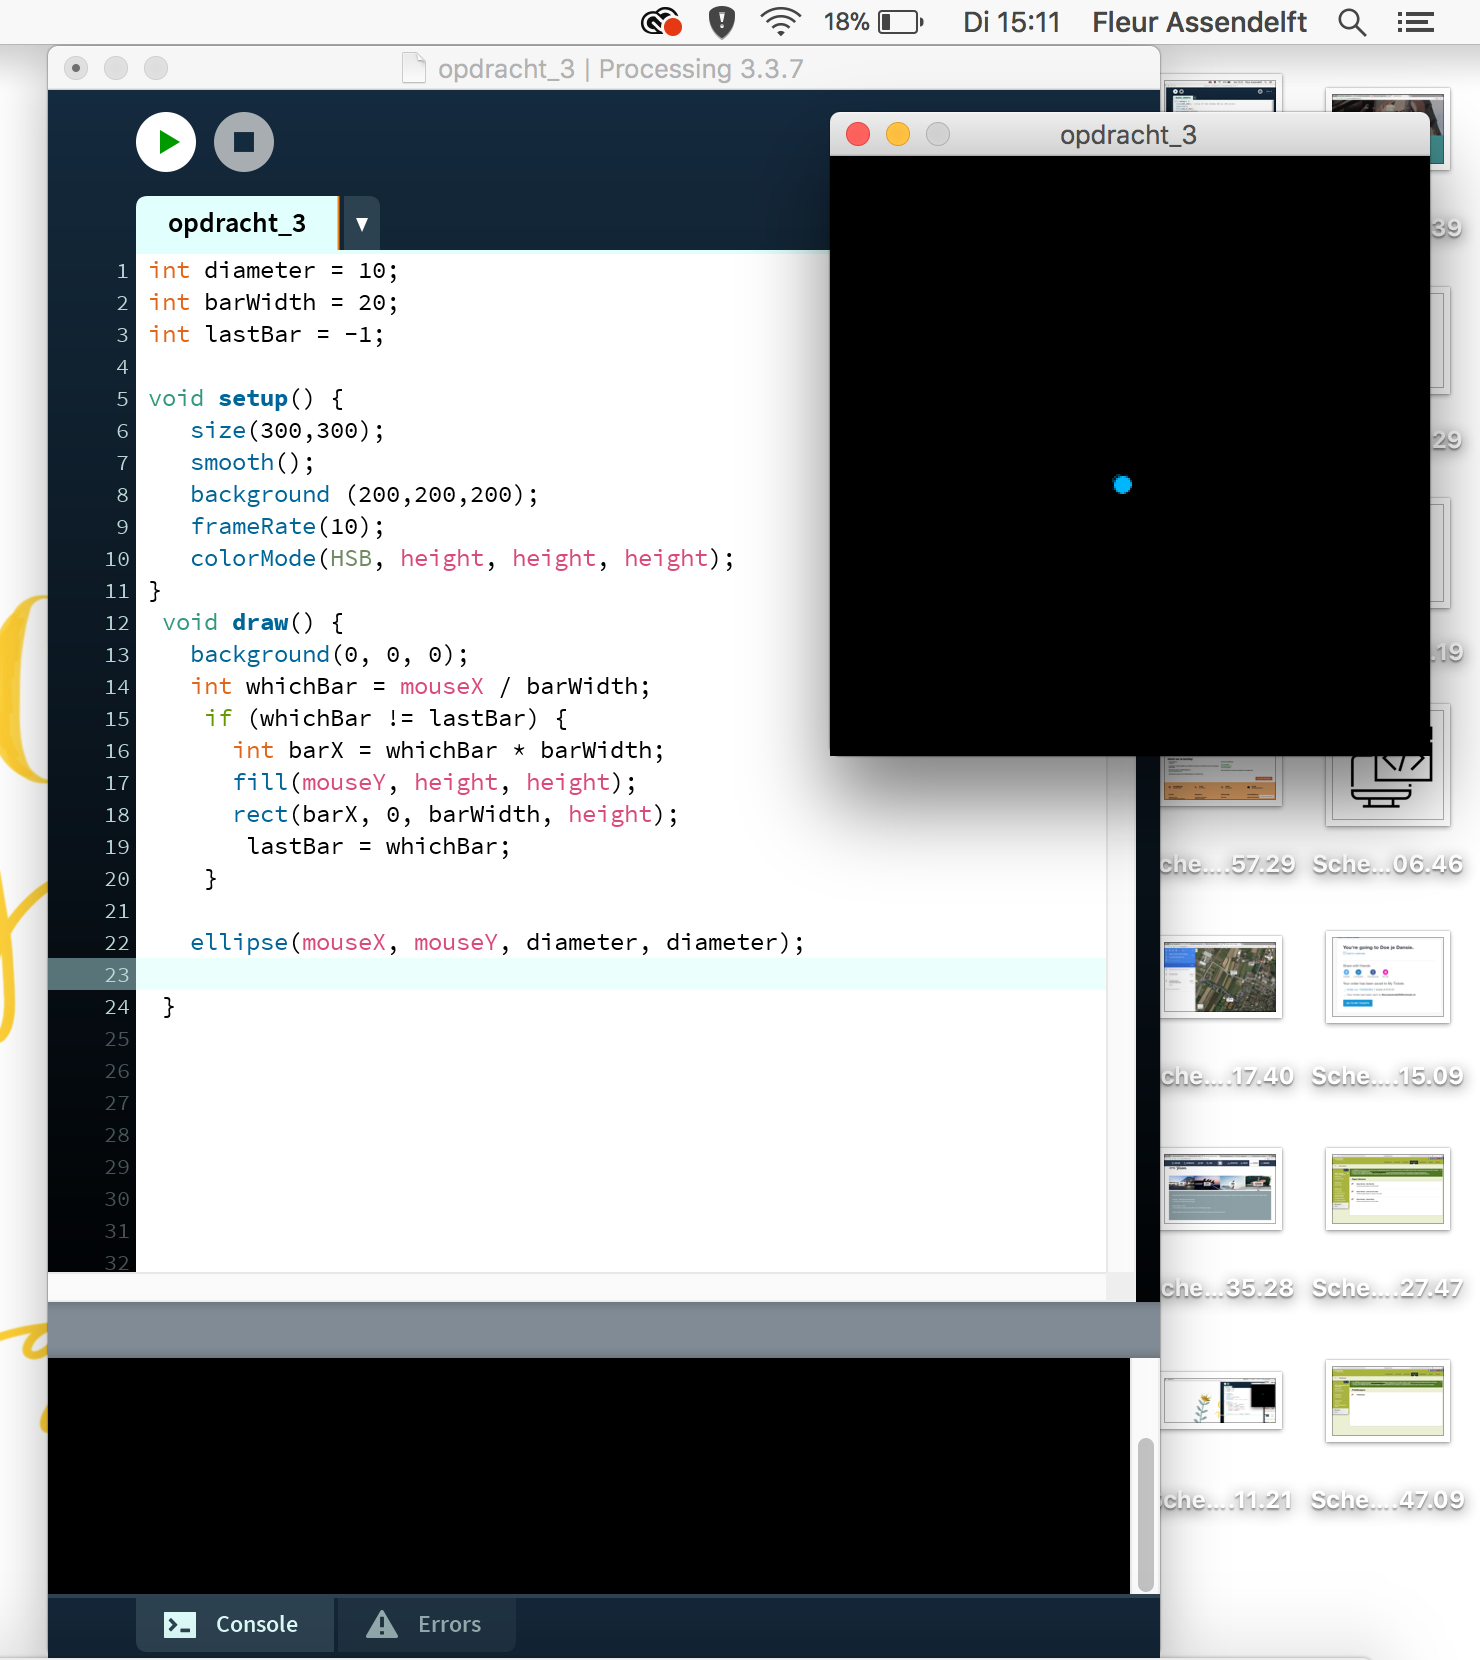 18% Di 15:11 Fleur Assendelft
opdracht_3 | Processing 3.3.7
opdracht_3
opdracht_3 ▼
1 int diameter = 10;
2 int barWidth = 20;
3 int lastBar = -1;
4
5 void setup() {
6 size(300,300);
7 smooth();
8 background (200,200,200);
9 frameRate(10);
10 colorMode(HSB, height, height, height);
11 }
12 void draw() {
13 background(0, 0, 0);
14 int whichBar = mouseX / barWidth;
15 if (whichBar != lastBar) {
16 int barX = whichBar * barWidth;
17 fill(mouseY, height, height);
18 rect(barX, 0, barWidth, height);
19 lastBar = whichBar;
20 }
21
22 ellipse(mouseX, mouseY, diameter, diameter);
23
24 }
25
26
27
28
29
30
31
32
Console Errors
39
29
.19
che....57.29 Sche...06.46
You're going to Doe je Dansie.
che....17.40 Sche....15.09
che...35.28 Sche....27.47
che....11.21 Sche....47.09